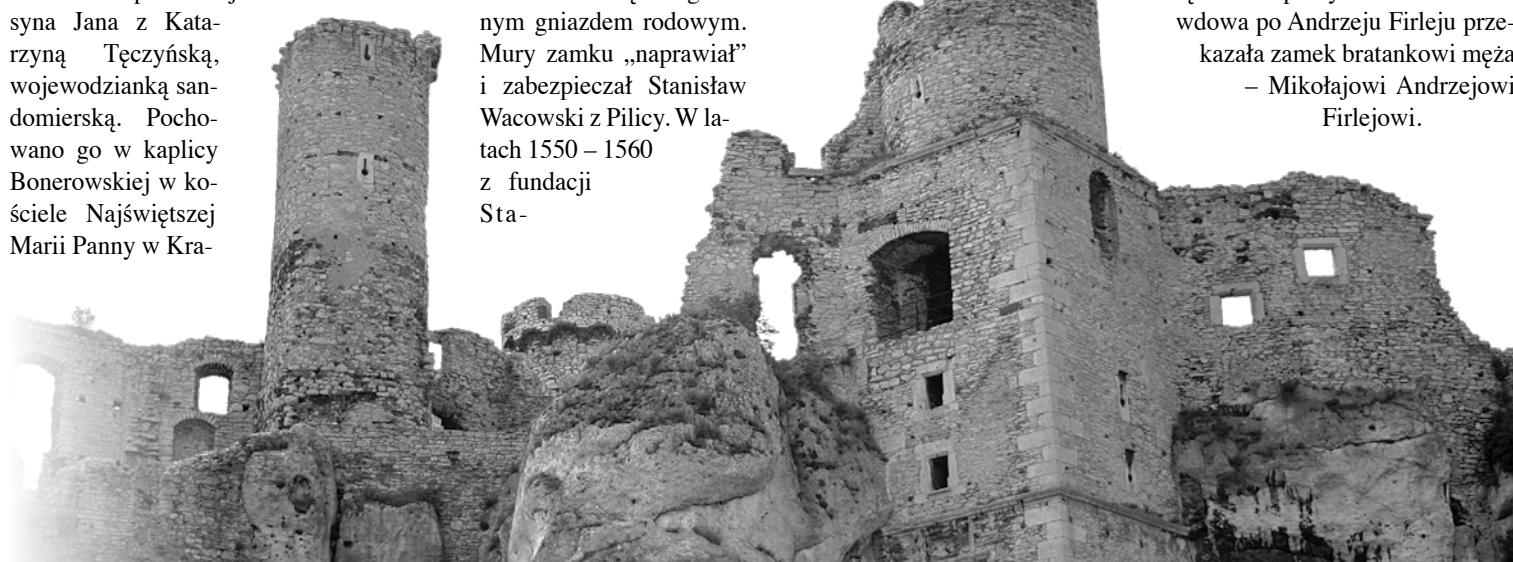 syna Jana z Kata-
rzyną Tęczyńską,
wojewodzianką san-
domierską. Pocho-
wano go w kaplicy
Bonerowskiej w ko-
ściele Najświętszej
Marii Panny w Kra-
nym gniazdem rodowym.
Mury zamku „naprawiał”
i zabezpieczał Stanisław
Wacowski z Pilicy. W la-
tach 1550 – 1560
z fundacji
Sta-
wdowa po Andrzeju Firleju prze-
kazała zamek bratankowi męża
– Mikołajowi Andrzejowi
Firlejowi.